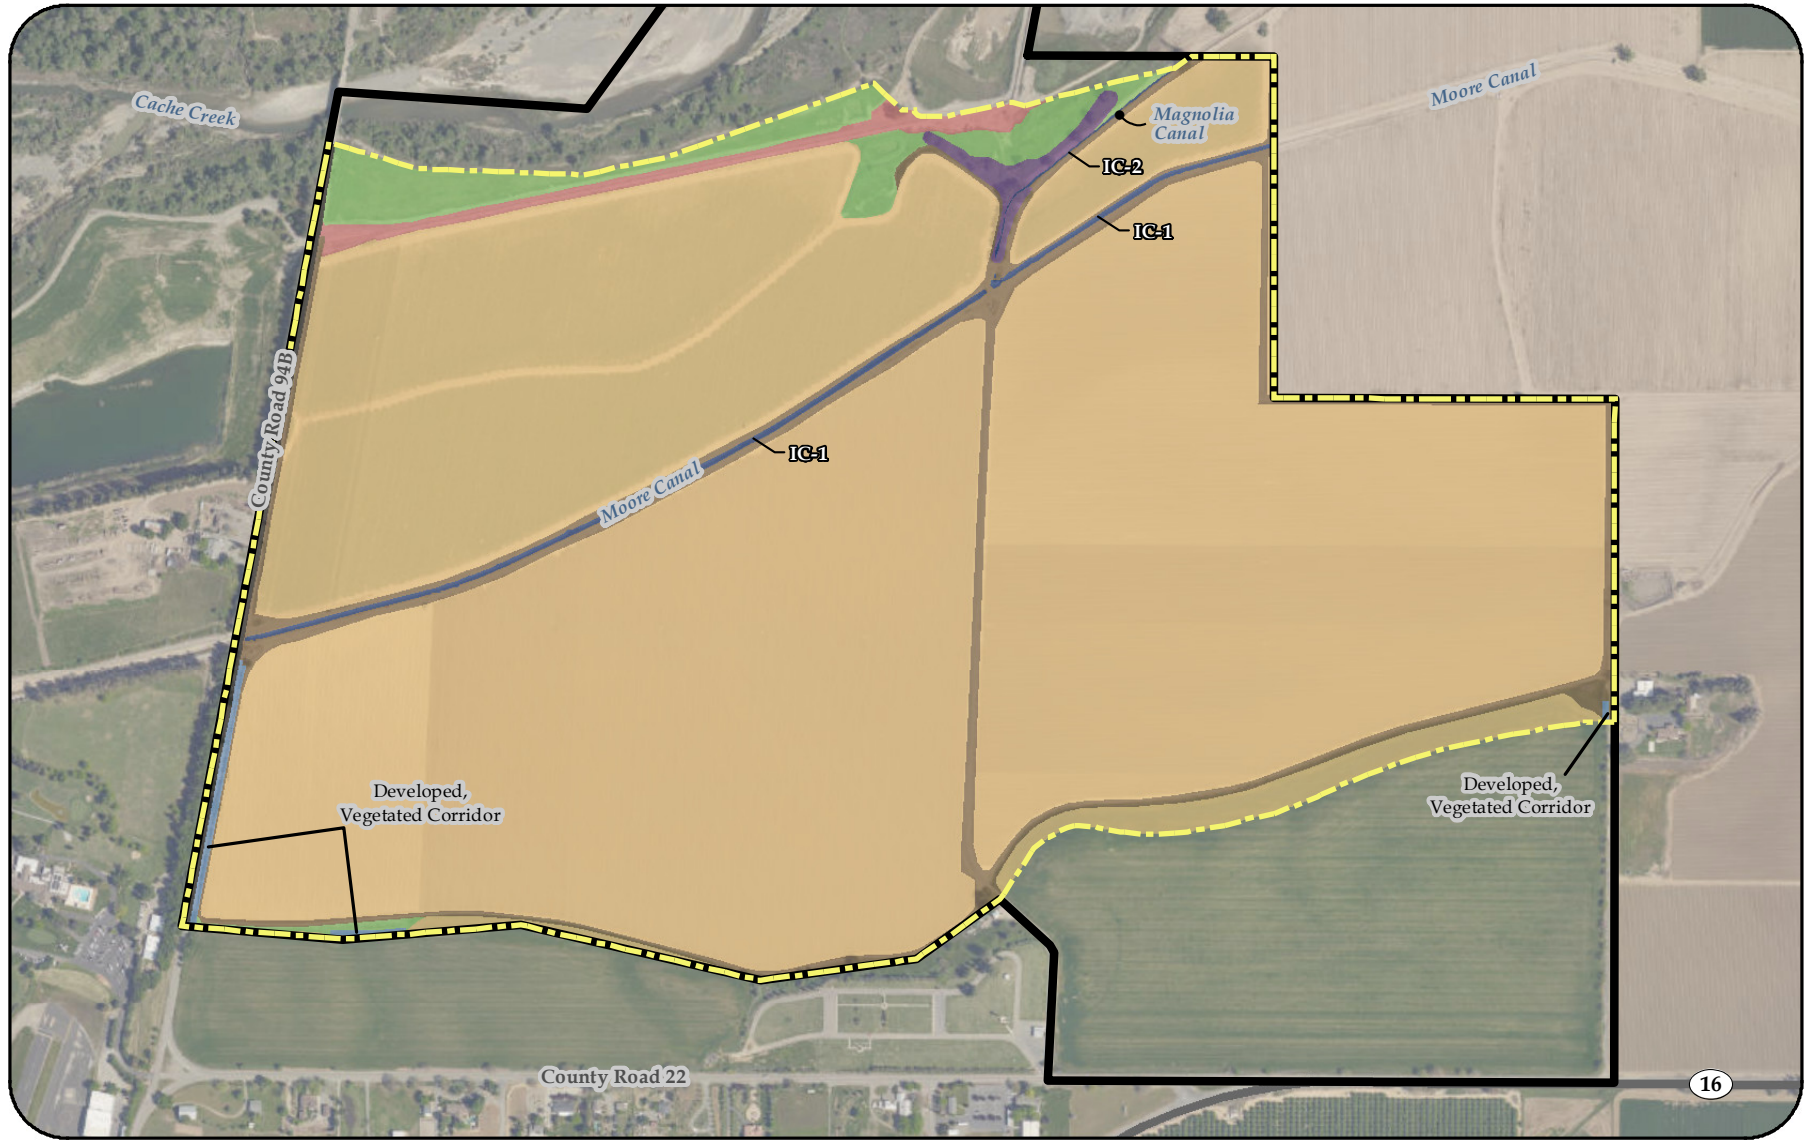 Cache Creek
Moore Canal
Magnolia
Canal
IC-2
IC-1
County Road 94B
IC-1
Moore Canal
Developed,
Vegetated Corridor
Developed,
Vegetated Corridor
County Road 22
16